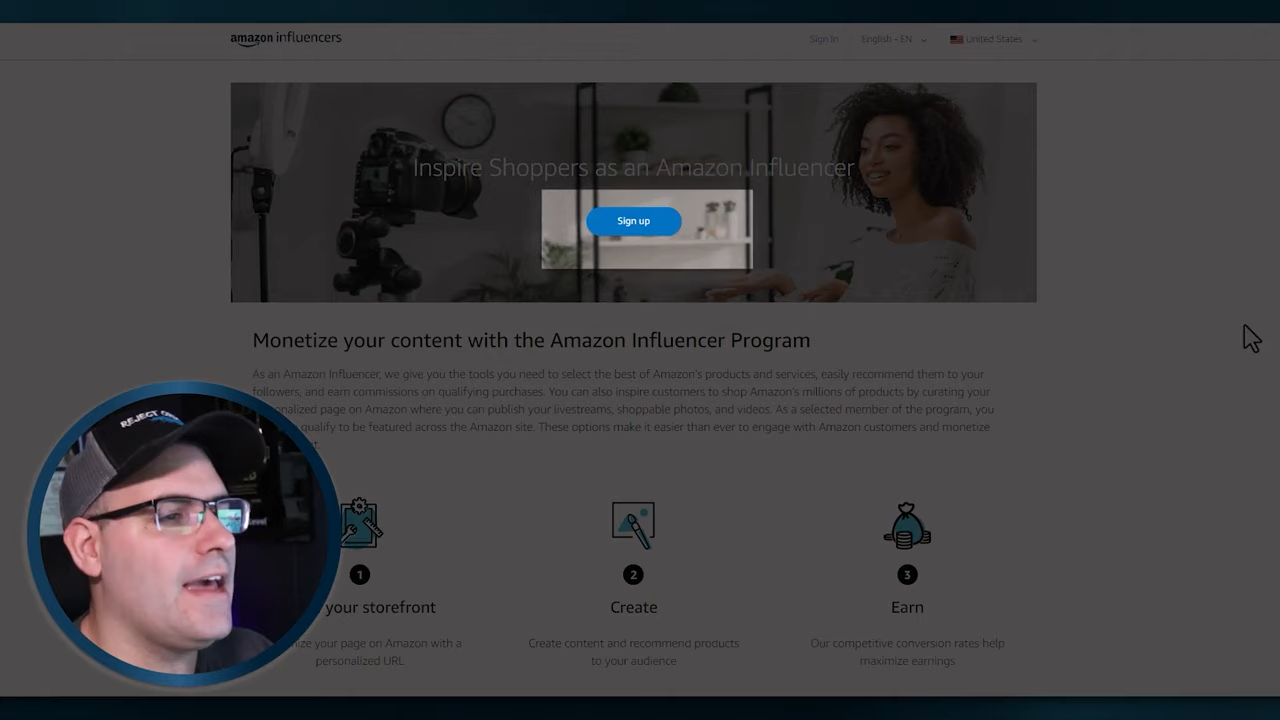 amazon influencers
Sign In
English - EN
United States
Inspire Shoppers as an Amazon Influencer
Sign up
Monetize your content with the Amazon Influencer Program
As an Amazon Influencer, we give you the tools you need to select the best of Amazon's products and services, easily recommend them to your
followers, and earn commissions on qualifying purchases. You can also inspire customers to shop Amazon's millions of products by curating your
page on Amazon where you can publish your livestreams, shoppable photos, and videos. As a selected member of the program, you
qualify to be featured across the Amazon site. These options make it easier than ever to engage with Amazon customers and monetize
REJECT
1
your storefront
your page on Amazon with a
personalized URL
2
Create
Create content and recommend products
to your audience
3
Earn
Our competitive conversion rates help
maximize earnings